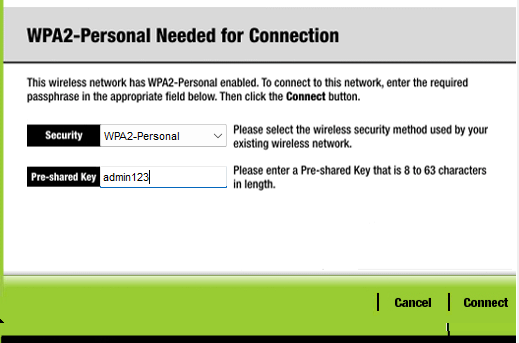 WPA2-Personal Needed for Connection
This wireless network has WPA2-Personal enabled. To connect to this network, enter the required
passphrase in the appropriate field below. Then click the Connect button.
Security WPA2-Personal Please select the wireless security method used by your
existing wireless network.
Pre-shared Key admin123 Please enter a Pre-shared Key that is 8 to 63 characters
in length.
Cancel Connect